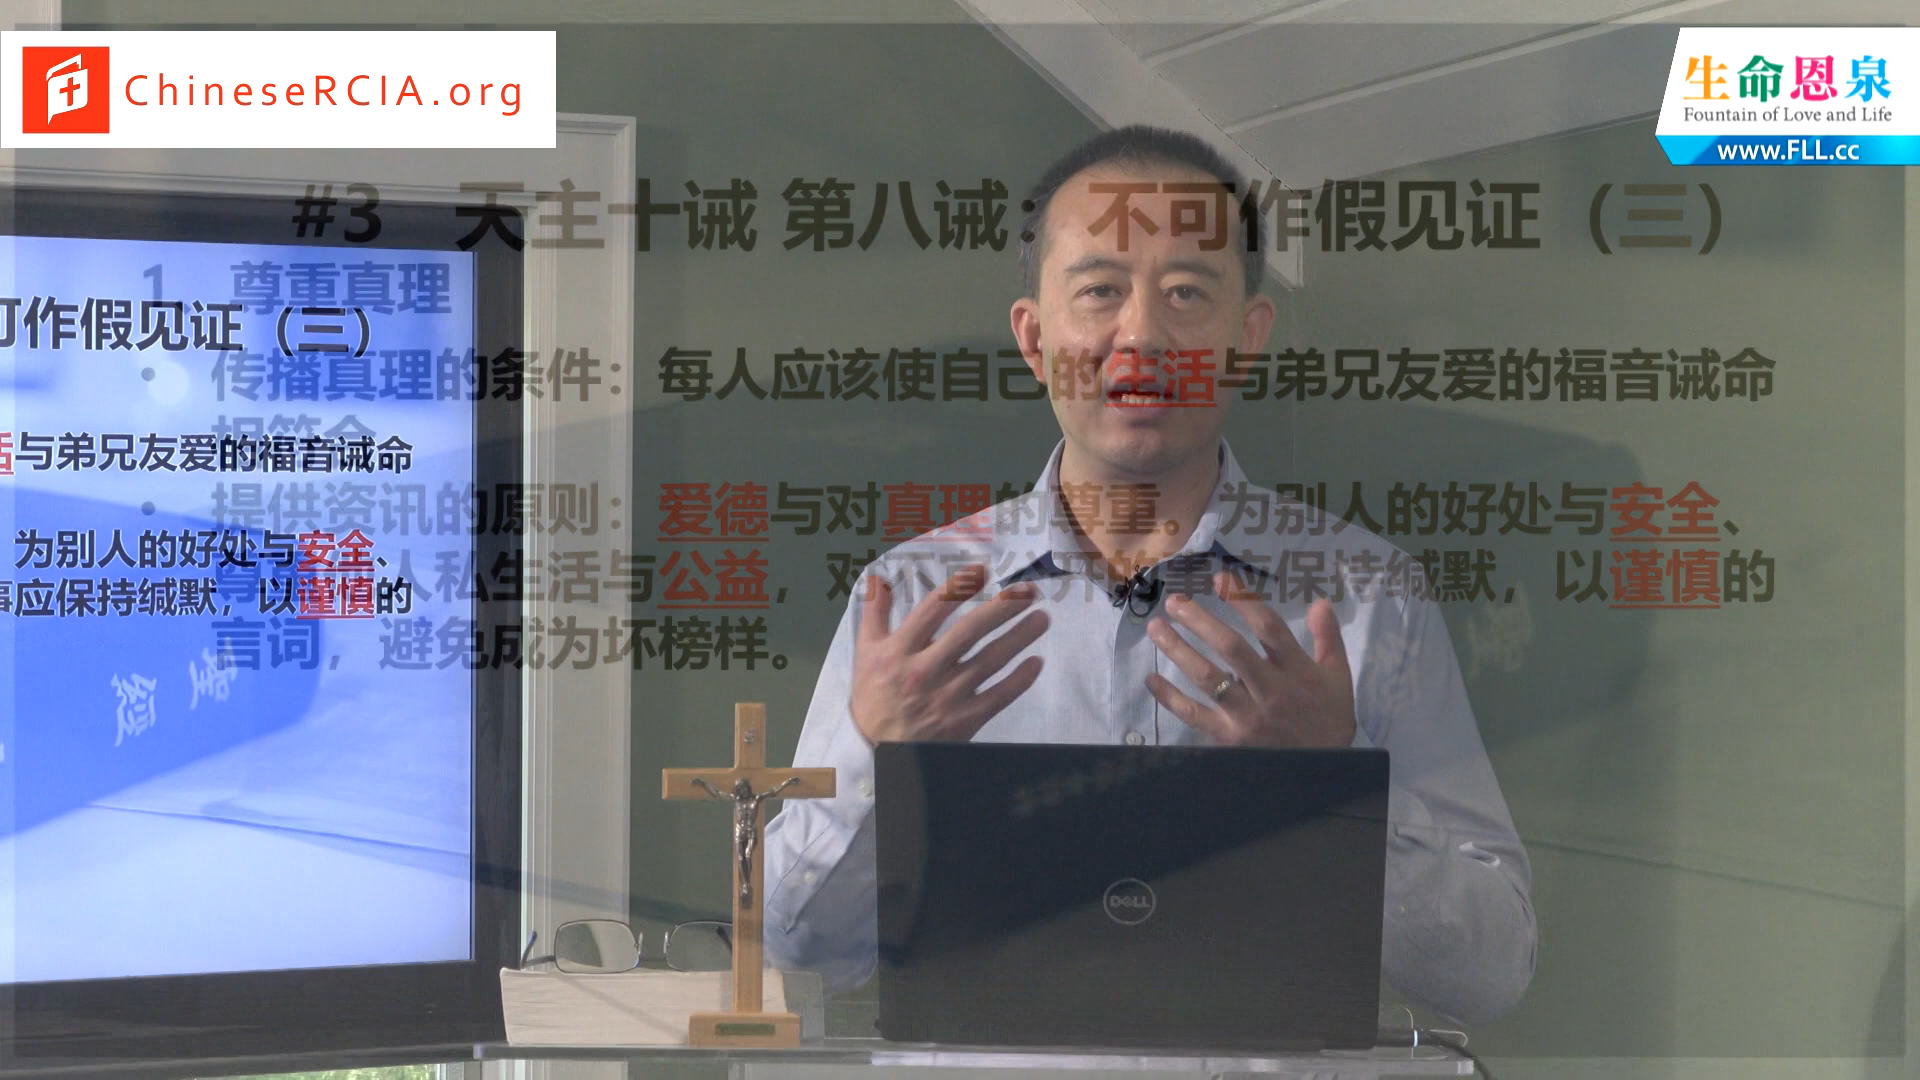 ChineseRCIA.org
生命恩泉
Fountain of Love and Life
www.FLL.cc
#3 天主十诫 第八诫：不可作假见证（三）
1. 尊重真理
• 传播真理的条件：每人应该使自己的生活与弟兄友爱的福音诫命
相符合
• 提供资讯的原则：爱德与对真理的尊重。为别人的好处与安全、
尊重别人私生活与公益，对不宜公开的事应保持缄默，以谨慎的
言词，避免成为坏榜样。
可作假见证（三）
活与弟兄友爱的福音诫命
为别人的好处与安全、
事应保持缄默，以谨慎的
DELL